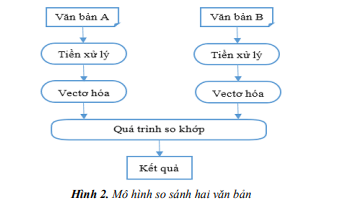 Văn bản A Văn bản B
Tiền xử lý Tiền xử lý
Vectơ hóa Vectơ hóa
Quá trình so khớp
Kết quả
Hình 2. Mô hình so sánh hai văn bản